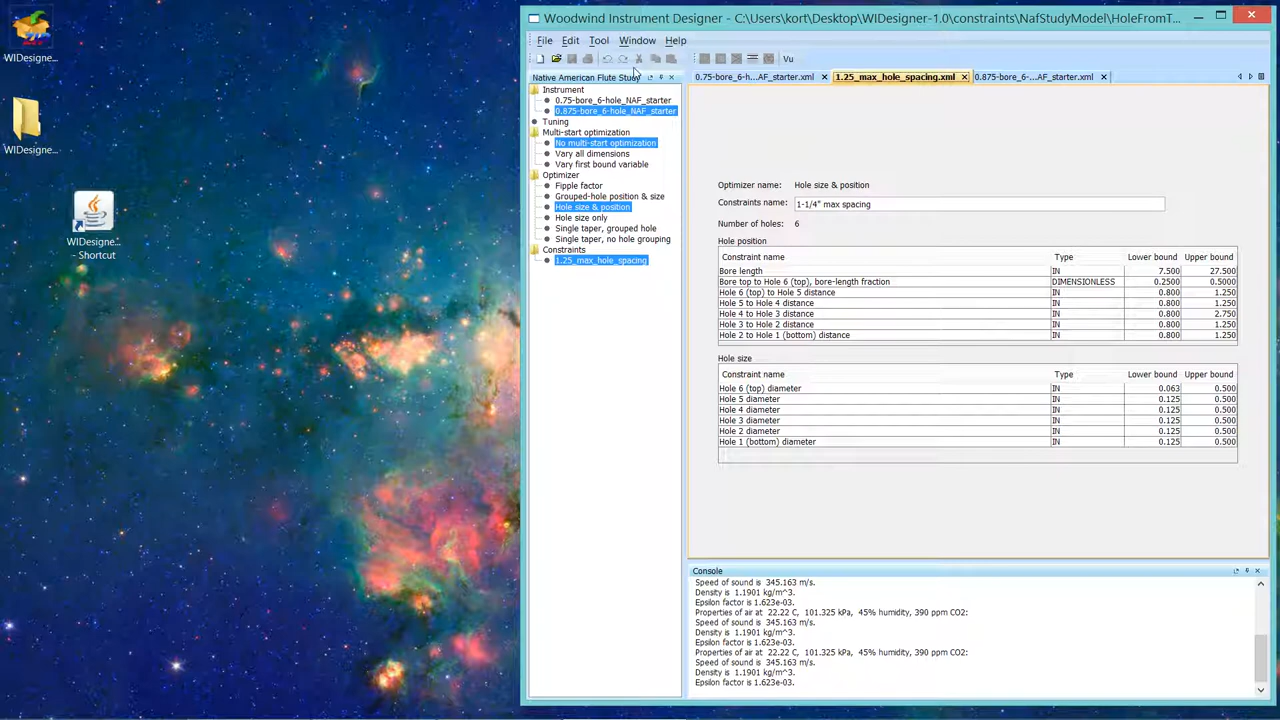 WIDesigne...
WIDesigne...
WIDesigne...
- Shortcut
Woodwind Instrument Designer - C:\Users\kort\Desktop\WIDesigner-1.0\constraints\NafStudyModel\HoleFromT...
File Edit Tool Window Help
Vu
Native American Flute Study
Instrument
0.75-bore_6-hole_NAF_starter
0.875-bore_6-hole_NAF_starter
Tuning
Multi-start optimization
No multi-start optimization
Vary all dimensions
Vary first bound variable
Optimizer
Fipple factor
Grouped-hole position & size
Hole size & position
Hole size only
Single taper, grouped hole
Single taper, no hole grouping
Constraints
1.25_max_hole_spacing
0.75-bore_6-h..._AF_starter.xml 1.25_max_hole_spacing.xml 0.875-bore_6-...AF_starter.xml
Optimizer name: Hole size & position
Constraints name: 1-1/4" max spacing
Number of holes: 6
Hole position
Constraint name Type Lower bound Upper bound
Bore length IN 7.500 27.500
Bore top to Hole 6 (top), bore-length fraction DIMENSIONLESS 0.2500 0.5000
Hole 6 (top) to Hole 5 distance IN 0.800 1.250
Hole 5 to Hole 4 distance IN 0.800 1.250
Hole 4 to Hole 3 distance IN 0.800 2.750
Hole 3 to Hole 2 distance IN 0.800 1.250
Hole 2 to Hole 1 (bottom) distance IN 0.800 1.250
Hole size
Constraint name Type Lower bound Upper bound
Hole 6 (top) diameter IN 0.063 0.500
Hole 5 diameter IN 0.125 0.500
Hole 4 diameter IN 0.125 0.500
Hole 3 diameter IN 0.125 0.500
Hole 2 diameter IN 0.125 0.500
Hole 1 (bottom) diameter IN 0.125 0.500
Console
Speed of sound is 345.163 m/s.
Density is 1.1901 kg/m^3.
Epsilon factor is 1.623e-03.
Properties of air at 22.22 C, 101.325 kPa, 45% humidity, 390 ppm CO2:
Speed of sound is 345.163 m/s.
Density is 1.1901 kg/m^3.
Epsilon factor is 1.623e-03.
Properties of air at 22.22 C, 101.325 kPa, 45% humidity, 390 ppm CO2:
Speed of sound is 345.163 m/s.
Density is 1.1901 kg/m^3.
Epsilon factor is 1.623e-03.